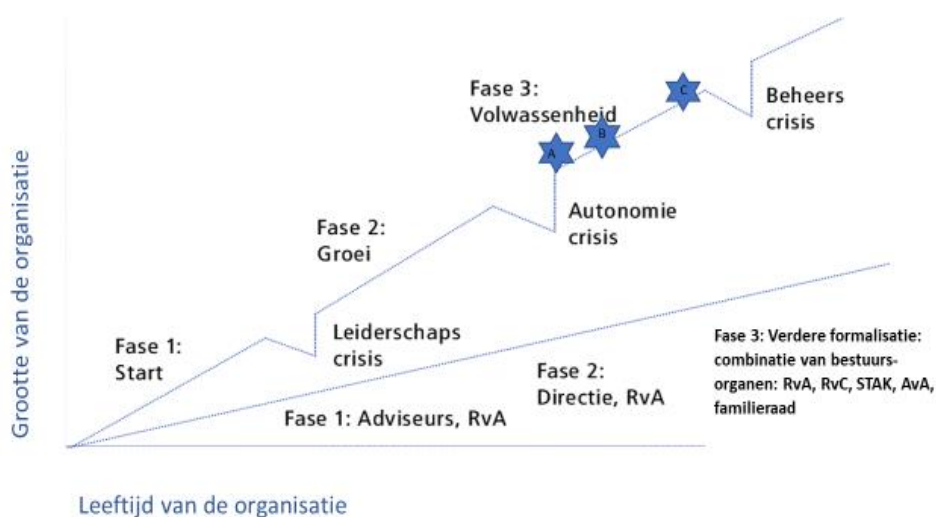 Grootte van de organisatie
Fase 1:
Start
Leiderschaps
crisis
Fase 2:
Groei
Autonomie
crisis
Fase 3:
Volwassenheid
A
B
C
Beheers
crisis
Fase 1: Adviseurs, RvA
Fase 2:
Directie, RvA
Fase 3: Verdere formalisatie:
combinatie van bestuurs-
organen: RvA, RvC, STAK, AvA,
familieraad
Leeftijd van de organisatie